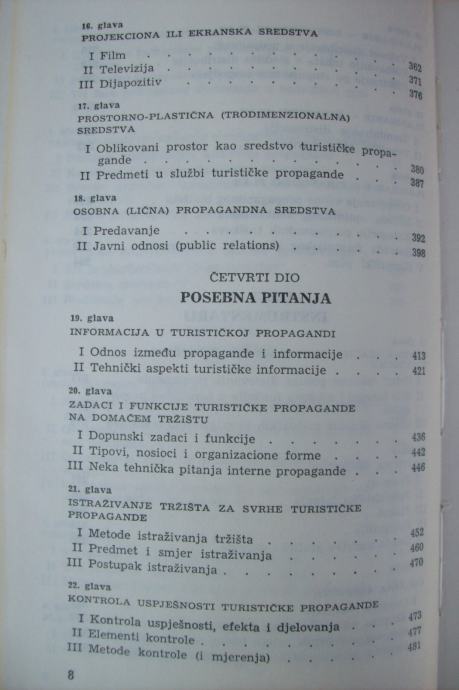 16. glava
PROJEKCIONA ILI EKRANSKA SREDSTVA
I Film . . . . . . . . . . . . 362
II Televizija . . . . . . . . . . . 371
III Dijapozitiv . . . . . . . . . . 376
17. glava
PROSTORNO-PLASTIČNA (TRODIMENZIONALNA)
SREDSTVA
I Oblikovani prostor kao sredstvo turističke propa-
gande . . . . . . . . . . . 380
II Predmeti u službi turističke propagande . . . . 387
18. glava
OSOBNA (LIČNA) PROPAGANDNA SREDSTVA
I Predavanje . . . . . . . . . . 392
II Javni odnosi (public relations) . . . . . 398
ČETVRTI DIO
POSEBNA PITANJA
19. glava
INFORMACIJA U TURISTIČKOJ PROPAGANDI
I Odnos između propagande i informacije . . . 413
II Tehnički aspekti turističke informacije . . . . 421
20. glava
ZADACI I FUNKCIJE TURISTIČKE PROPAGANDE
NA DOMAĆEM TRŽIŠTU
I Dopunski zadaci i funkcije . . . . . . . 436
II Tipovi, nosioci i organizacione forme . . . . 442
III Neka tehnička pitanja interne propagande . . . 446
21. glava
ISTRAŽIVANJE TRŽIŠTA ZA SVRHE TURISTIČKE
PROPAGANDE
I Metode istraživanja tržišta . . . . . . 452
II Predmet i smjer istraživanja . . . . . . 460
III Postupak istraživanja . . . . . . . . 470
22. glava
KONTROLA USPJEŠNOSTI TURISTIČKE PROPAGANDE
I Kontrola uspješnosti, efekta i djelovanja . . . 473
II Elementi kontrole . . . . . . . . . 477
III Metode kontrole (i mjerenja) . . . . . . 481
8